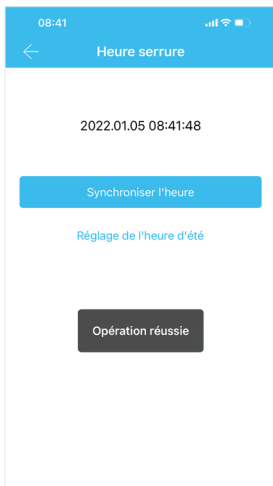 08:41
Heure serrure
2022.01.05 08:41:48
Synchroniser l'heure
Réglage de l'heure d'été
Opération réussie